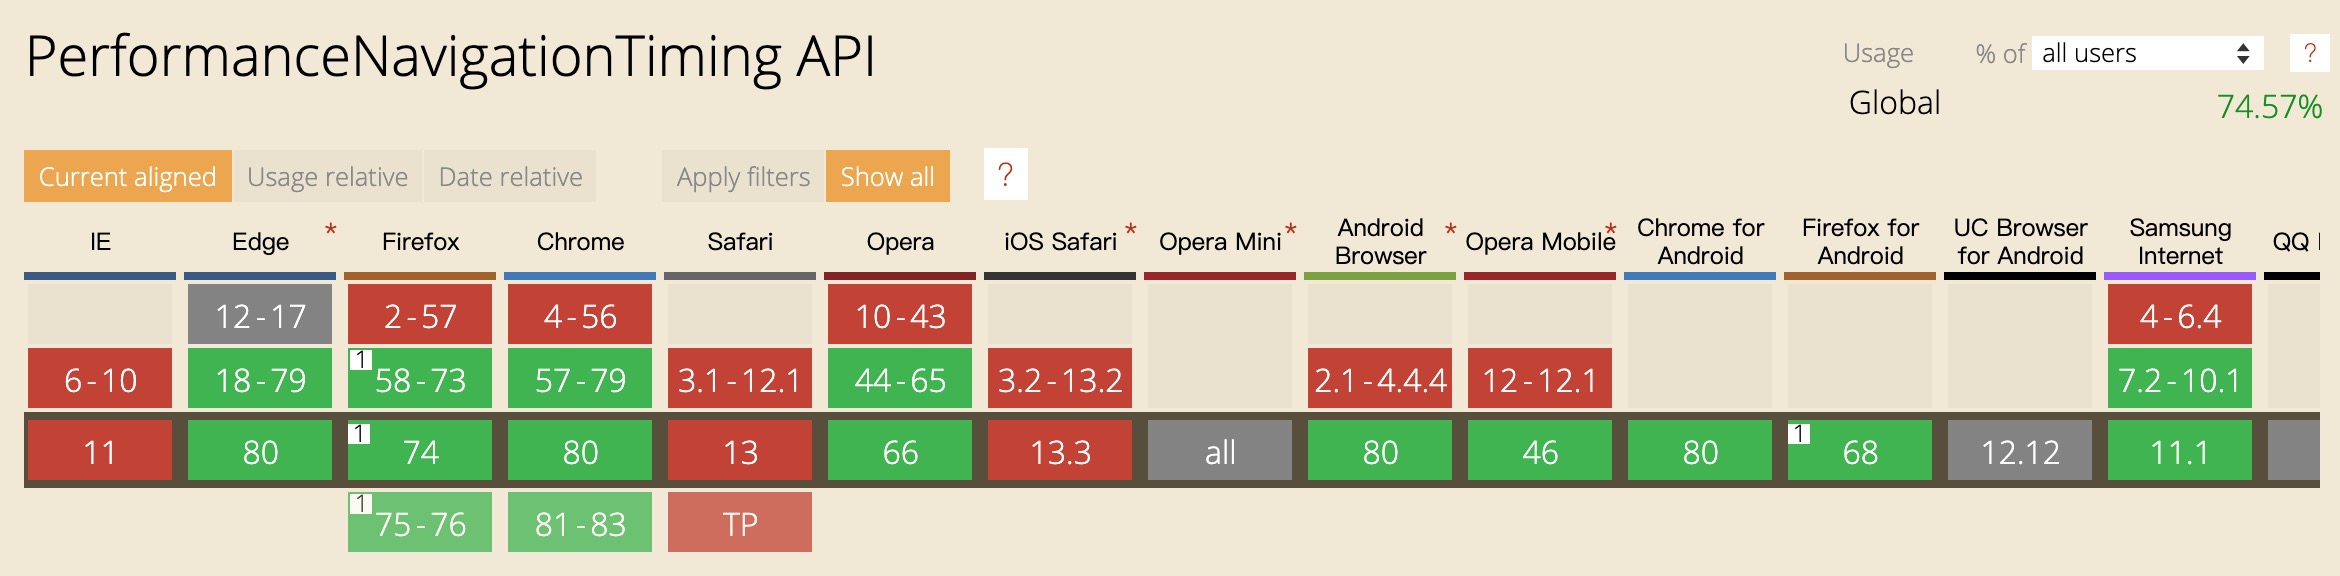 PerformanceNavigationTiming API
Usage % of all users ?
Global 74.57%
Current aligned Usage relative Date relative Apply filters Show all ?
IE Edge * Firefox Chrome Safari Opera iOS Safari * Opera Mini * Android Browser * Opera Mobile * Chrome for Android Firefox for Android UC Browser for Android Samsung Internet QQ
12-17 2-57 4-56 10-43 4-6.4
6-10 18-79 1 58-73 57-79 3.1-12.1 44-65 3.2-13.2 2.1-4.4.4 12-12.1 7.2-10.1
11 80 1 74 80 13 66 13.3 all 80 46 80 1 68 12.12 11.1
1 75-76 81-83 TP